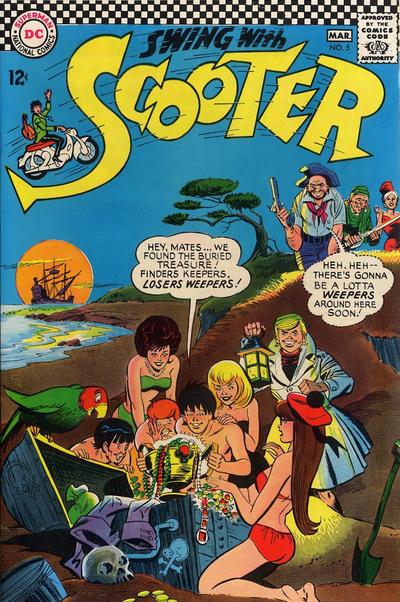 SUPERMAN
DC
NATIONAL COMICS
MAR.
NO. 5
APPROVED
BY THE
COMICS
CODE
AUTHORITY
12¢
SWING With
SCOOTER
HEY, MATES... WE
FOUND THE BURIED
TREASURE!
FINDERS KEEPERS,
LOSERS WEEPERS!
HEH, HEH--
THERE'S GONNA
BE A LOTTA
WEEPERS
AROUND HERE
SOON!